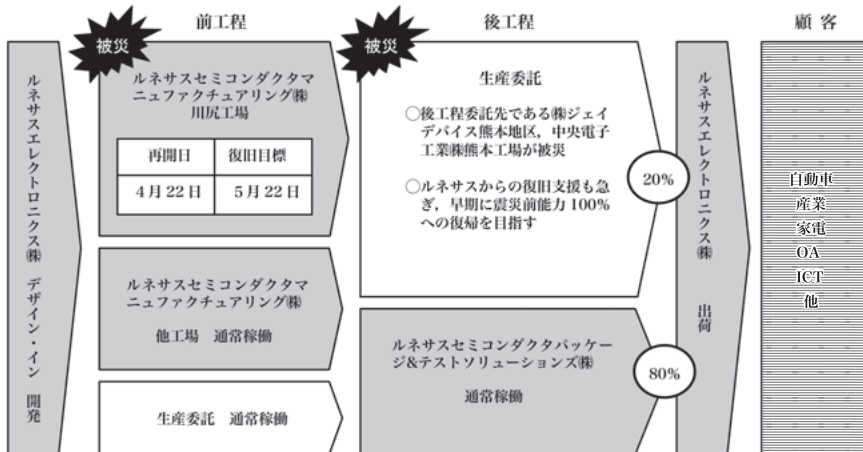 前工程
後工程
顧客
被災
被災
ルネサスエレクトロニクス㈱ デザイン・イン 開発
ルネサスセミコンダクタマ
ニュファクチュアリング㈱
川尻工場
再開日 復旧目標
4月22日 5月22日
ルネサスセミコンダクタマ
ニュファクチュアリング㈱
他工場 通常稼働
生産委託 通常稼働
生産委託
○後工程委託先である㈱ジェイ
デバイス熊本地区，中央電子
工業㈱熊本工場が被災
○ルネサスからの復旧支援も急
ぎ，早期に震災前能力100%
への復帰を目指す
20%
ルネサスセミコンダクタパッケー
ジ&テストソリューションズ㈱
通常稼働
80%
ルネサスエレクトロニクス㈱ 出荷
自動車
産業
家電
OA
ICT
他